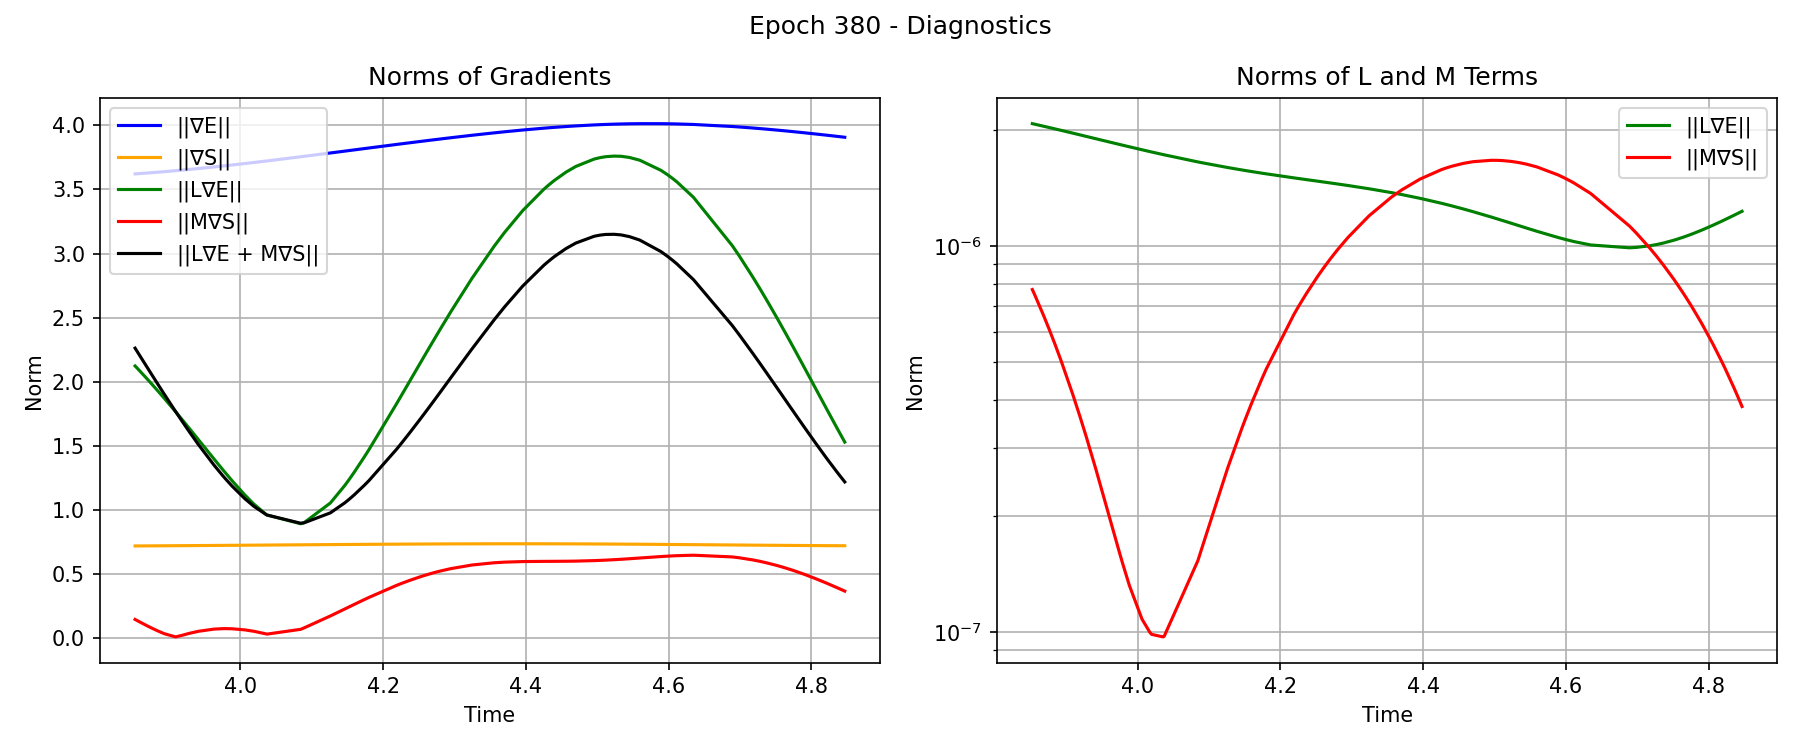 Epoch 380 - Diagnostics
Norms of Gradients
||∇E||
||∇S||
||L∇E||
||M∇S||
||L∇E + M∇S||
4.0
3.5
3.0
2.5
2.0
1.5
1.0
0.5
0.0
Norm
4.0 4.2 4.4 4.6 4.8
Time
Norms of L and M Terms
||L∇E||
||M∇S||
10⁻⁶
10⁻⁷
Norm
4.0 4.2 4.4 4.6 4.8
Time